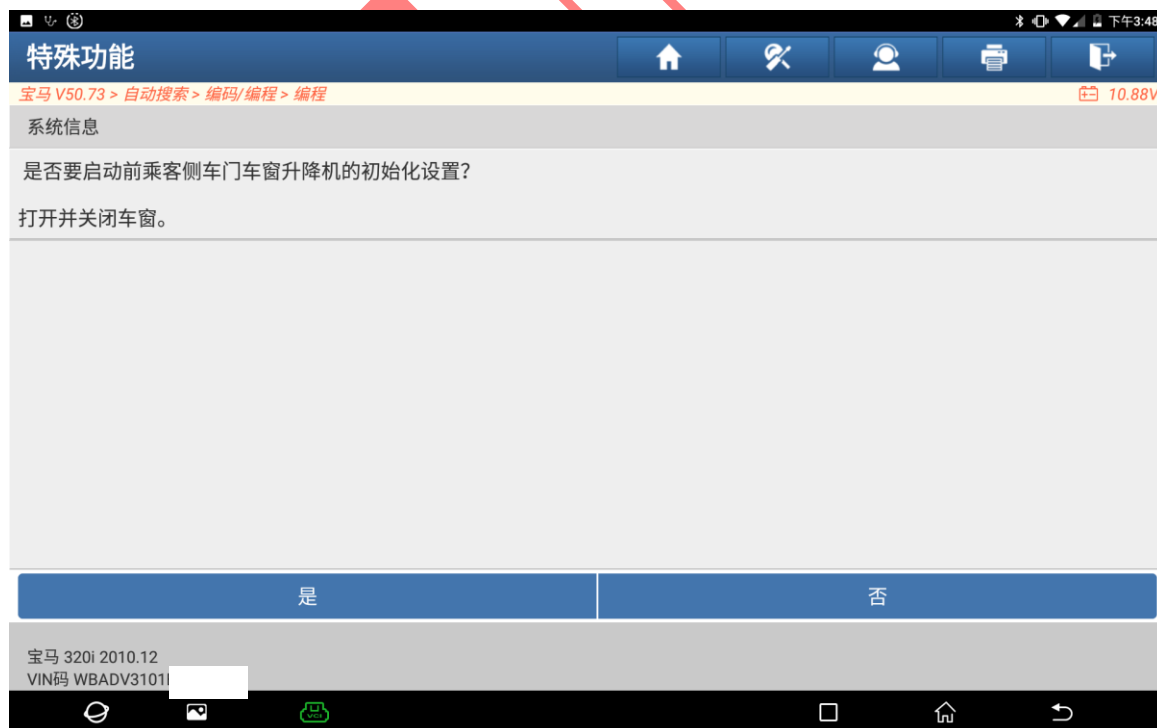 下午3:48
特殊功能
宝马 V50.73 > 自动搜索 > 编码/编程 > 编程
10.88V
系统信息
是否要启动前乘客侧车门车窗升降机的初始化设置?
打开并关闭车窗。
是
否
宝马 320i 2010.12
VIN码 WBADV3101
VCI